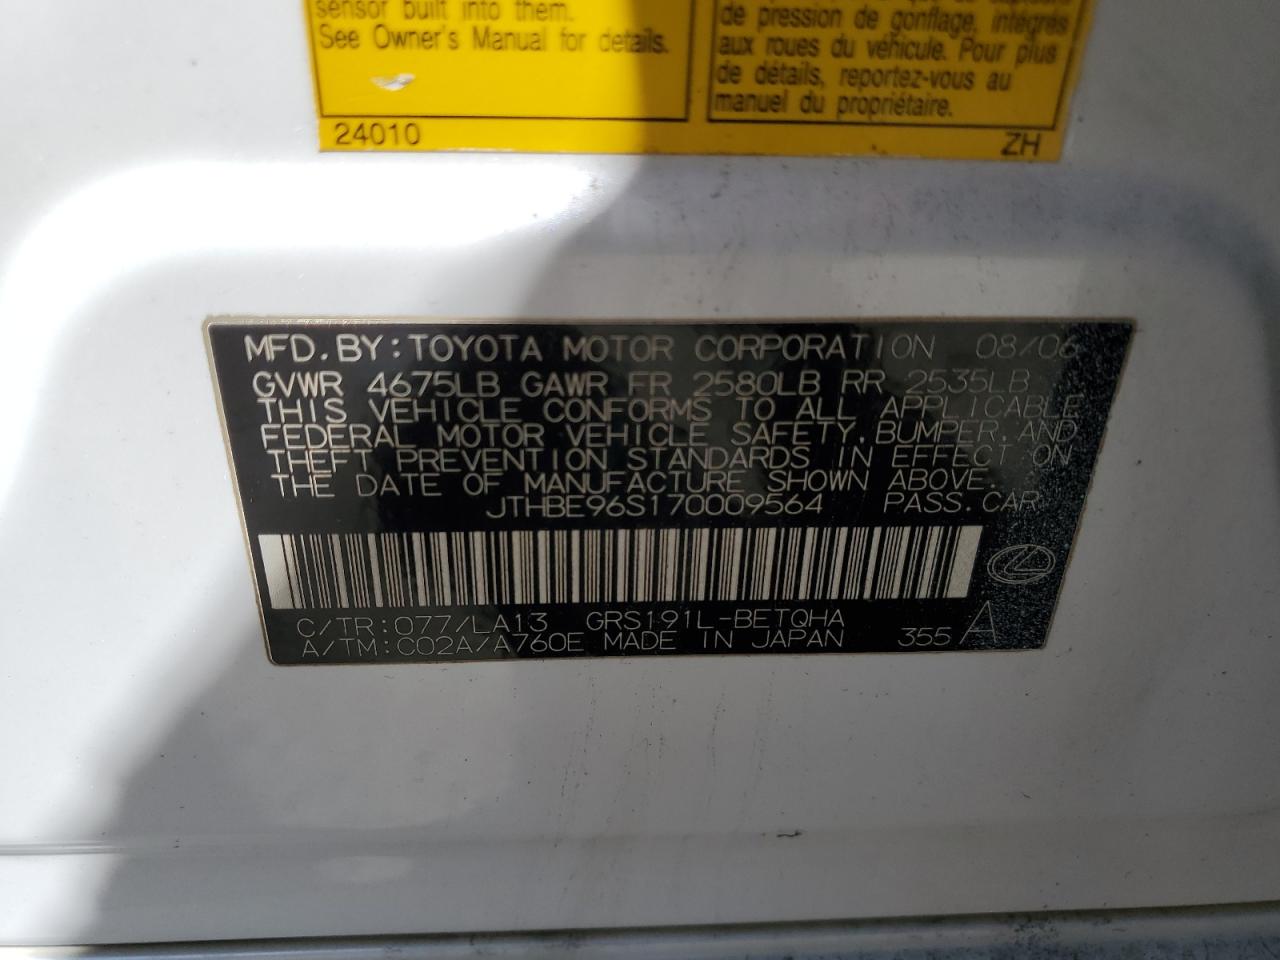 sensor built into them.
See Owner's Manual for details.
de pression de gonflage, intégrés
aux roues du véhicule. Pour plus
de détails, reportez-vous au
manuel du propriétaire.
24010 ZH
MFD.BY:TOYOTA MOTOR CORPORATION 08/06
GVWR 4675LB GAWR FR 2580LB RR 2535LB
THIS VEHICLE CONFORMS TO ALL APPLICABLE
FEDERAL MOTOR VEHICLE SAFETY,BUMPER,AND
THEFT PREVENTION STANDARDS IN EFFECT ON
THE DATE OF MANUFACTURE SHOWN ABOVE.
JTHBE96S170009564 PASS.CAR
C/TR:077/LA13 GRS191L-BETQHA
A/TM:C02A/A760E MADE IN JAPAN 355 A